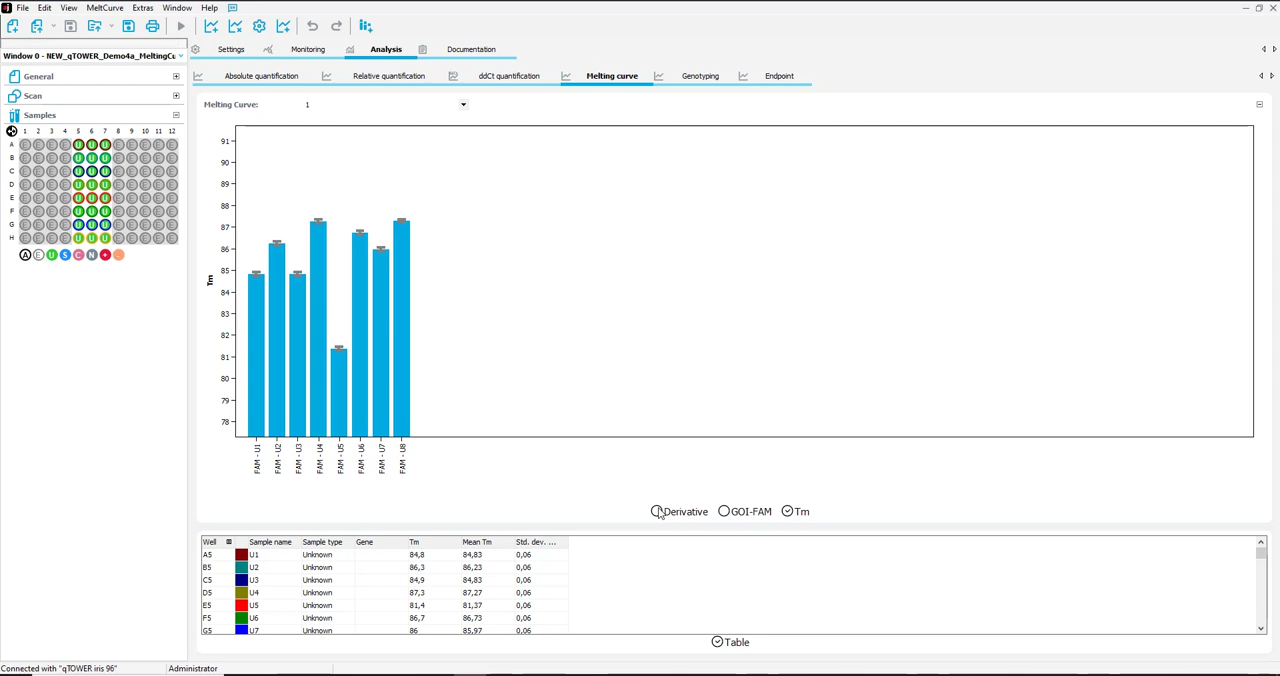 File Edit View MeltCurve Extras Window Help
Window 0 - NEW_qTOWER_Demo4a_MeltingCu
Settings Monitoring Analysis Documentation
General
Absolute quantification Relative quantification ddCt quantification Melting curve Genotyping Endpoint
Scan
Samples
Melting Curve: 1
1 2 3 4 5 6 7 8 9 10 11 12
A E E E E U U U E E E E E
B E E E E U U U E E E E E
C E E E E U U U E E E E E
D E E E E U U U E E E E E
E E E E E U U U E E E E E
F E E E E U U U E E E E E
G E E E E U U U E E E E E
H E E E E U U U E E E E E
A E U S C N
91
90
89
88
87
86
85
84
83
82
81
80
79
78
Tm
FAM - U1
FAM - U2
FAM - U3
FAM - U4
FAM - U5
FAM - U6
FAM - U7
FAM - U8
Derivative GOI-FAM Tm
Well Sample name Sample type Gene Tm Mean Tm Std. dev. ...
A5 U1 Unknown 84,8 84,83 0,06
B5 U2 Unknown 86,3 86,23 0,06
C5 U3 Unknown 84,9 84,83 0,06
D5 U4 Unknown 87,3 87,27 0,06
E5 U5 Unknown 81,4 81,37 0,06
F5 U6 Unknown 86,7 86,73 0,06
G5 U7 Unknown 86 85,97 0,06
Table
Connected with "qTOWER iris 96" Administrator